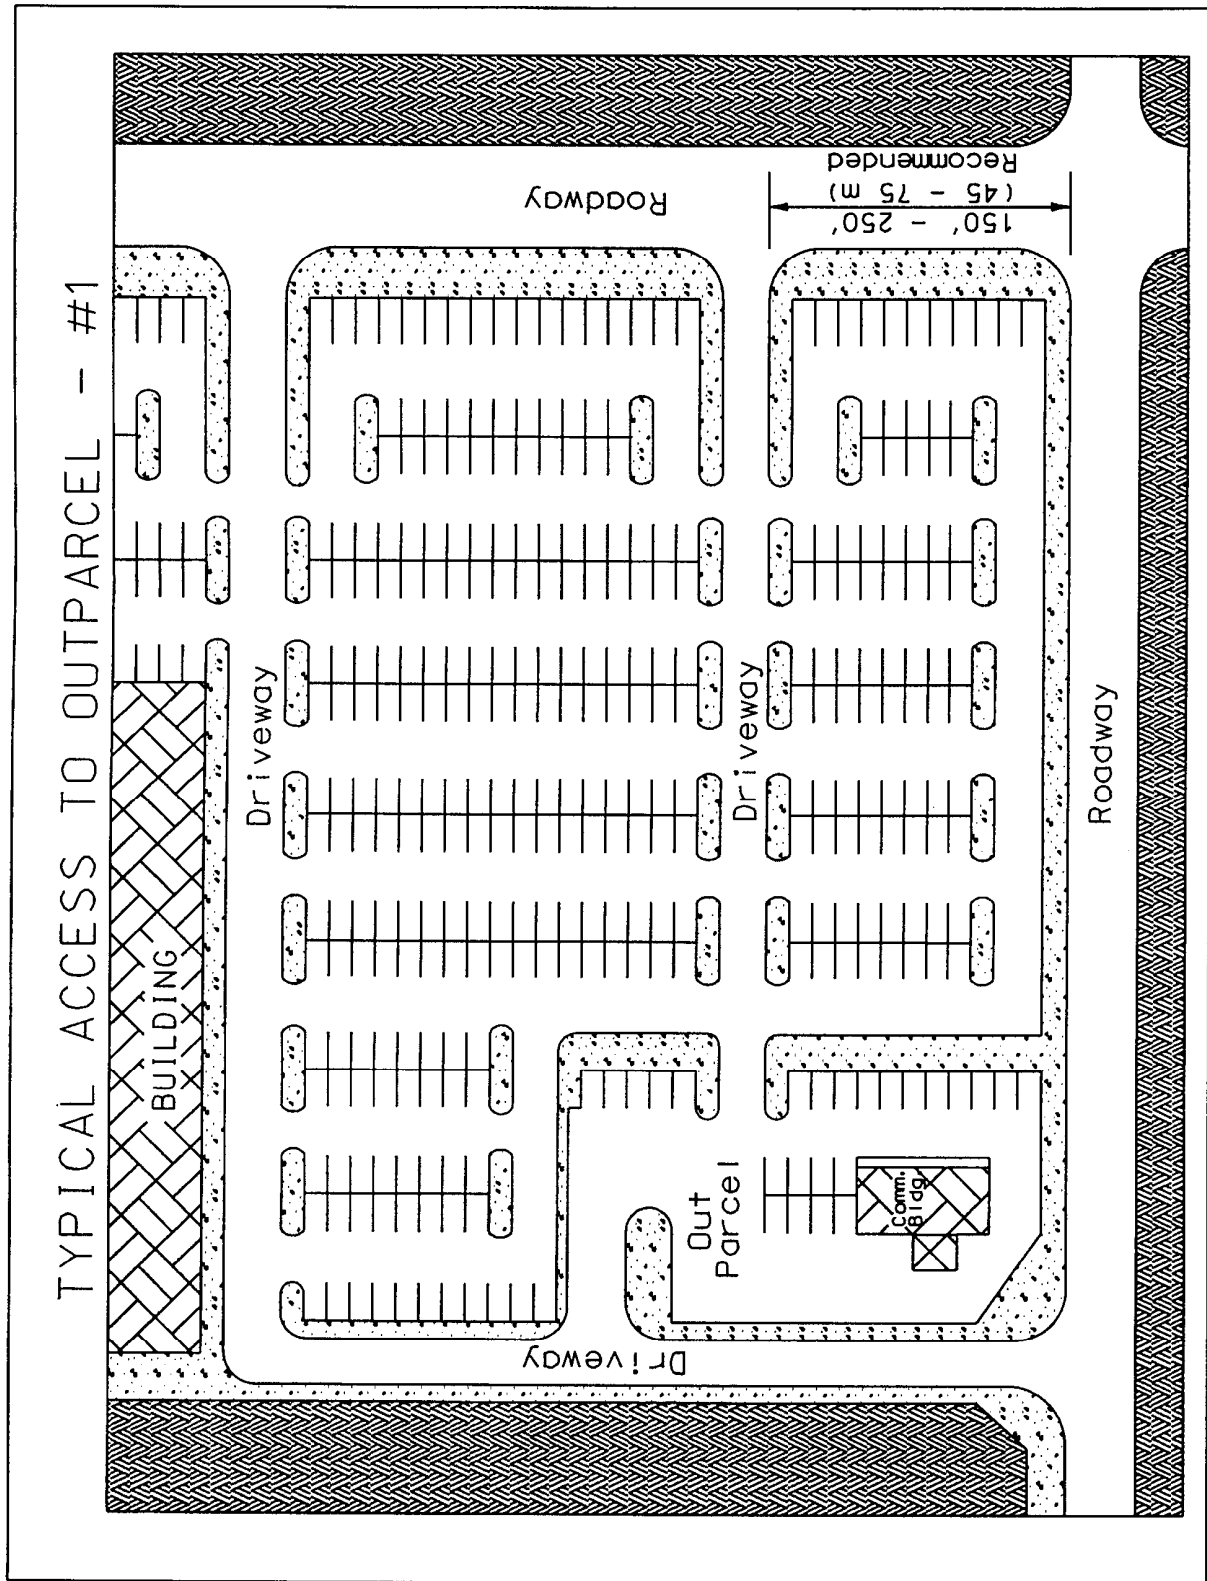 TYPICAL ACCESS TO OUTPARCEL - #1
BUILDING
Driveway
Driveway
Roadway
Out
Parcel
Comm.
Bldg.
Driveway
Roadway
150' - 250'
(45 - 75 m)
Recommended